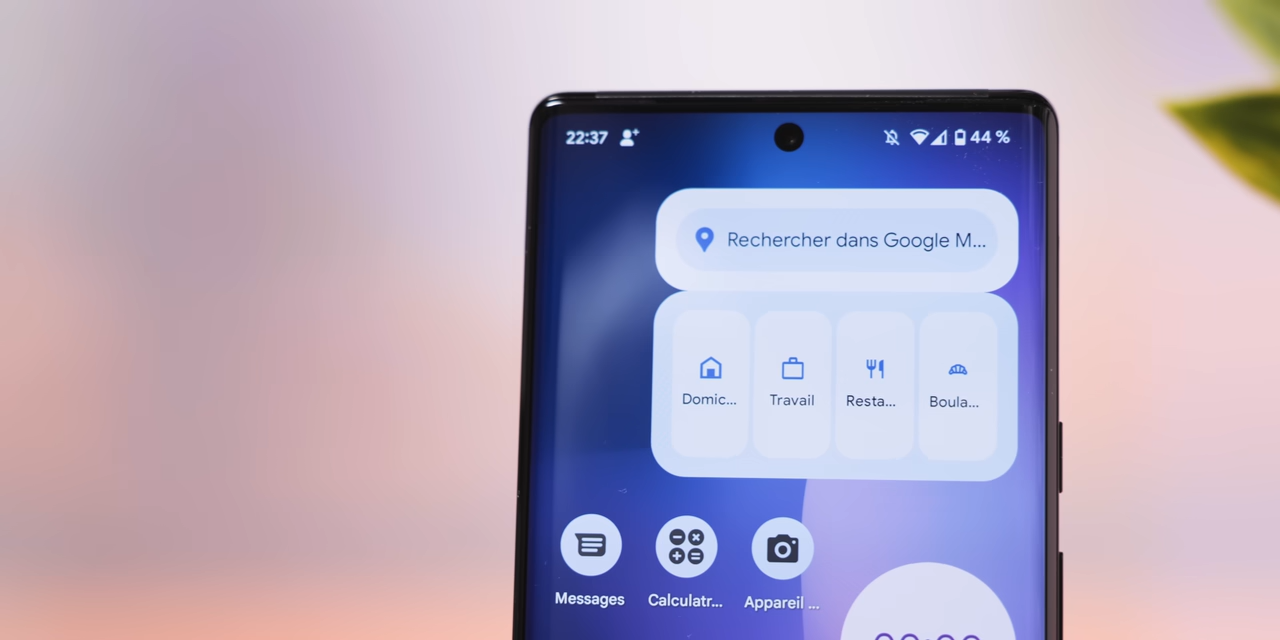 22:37 44 %
Rechercher dans Google M...
Domic... Travail Resta... Boula...
Messages Calculatr... Appareil ...